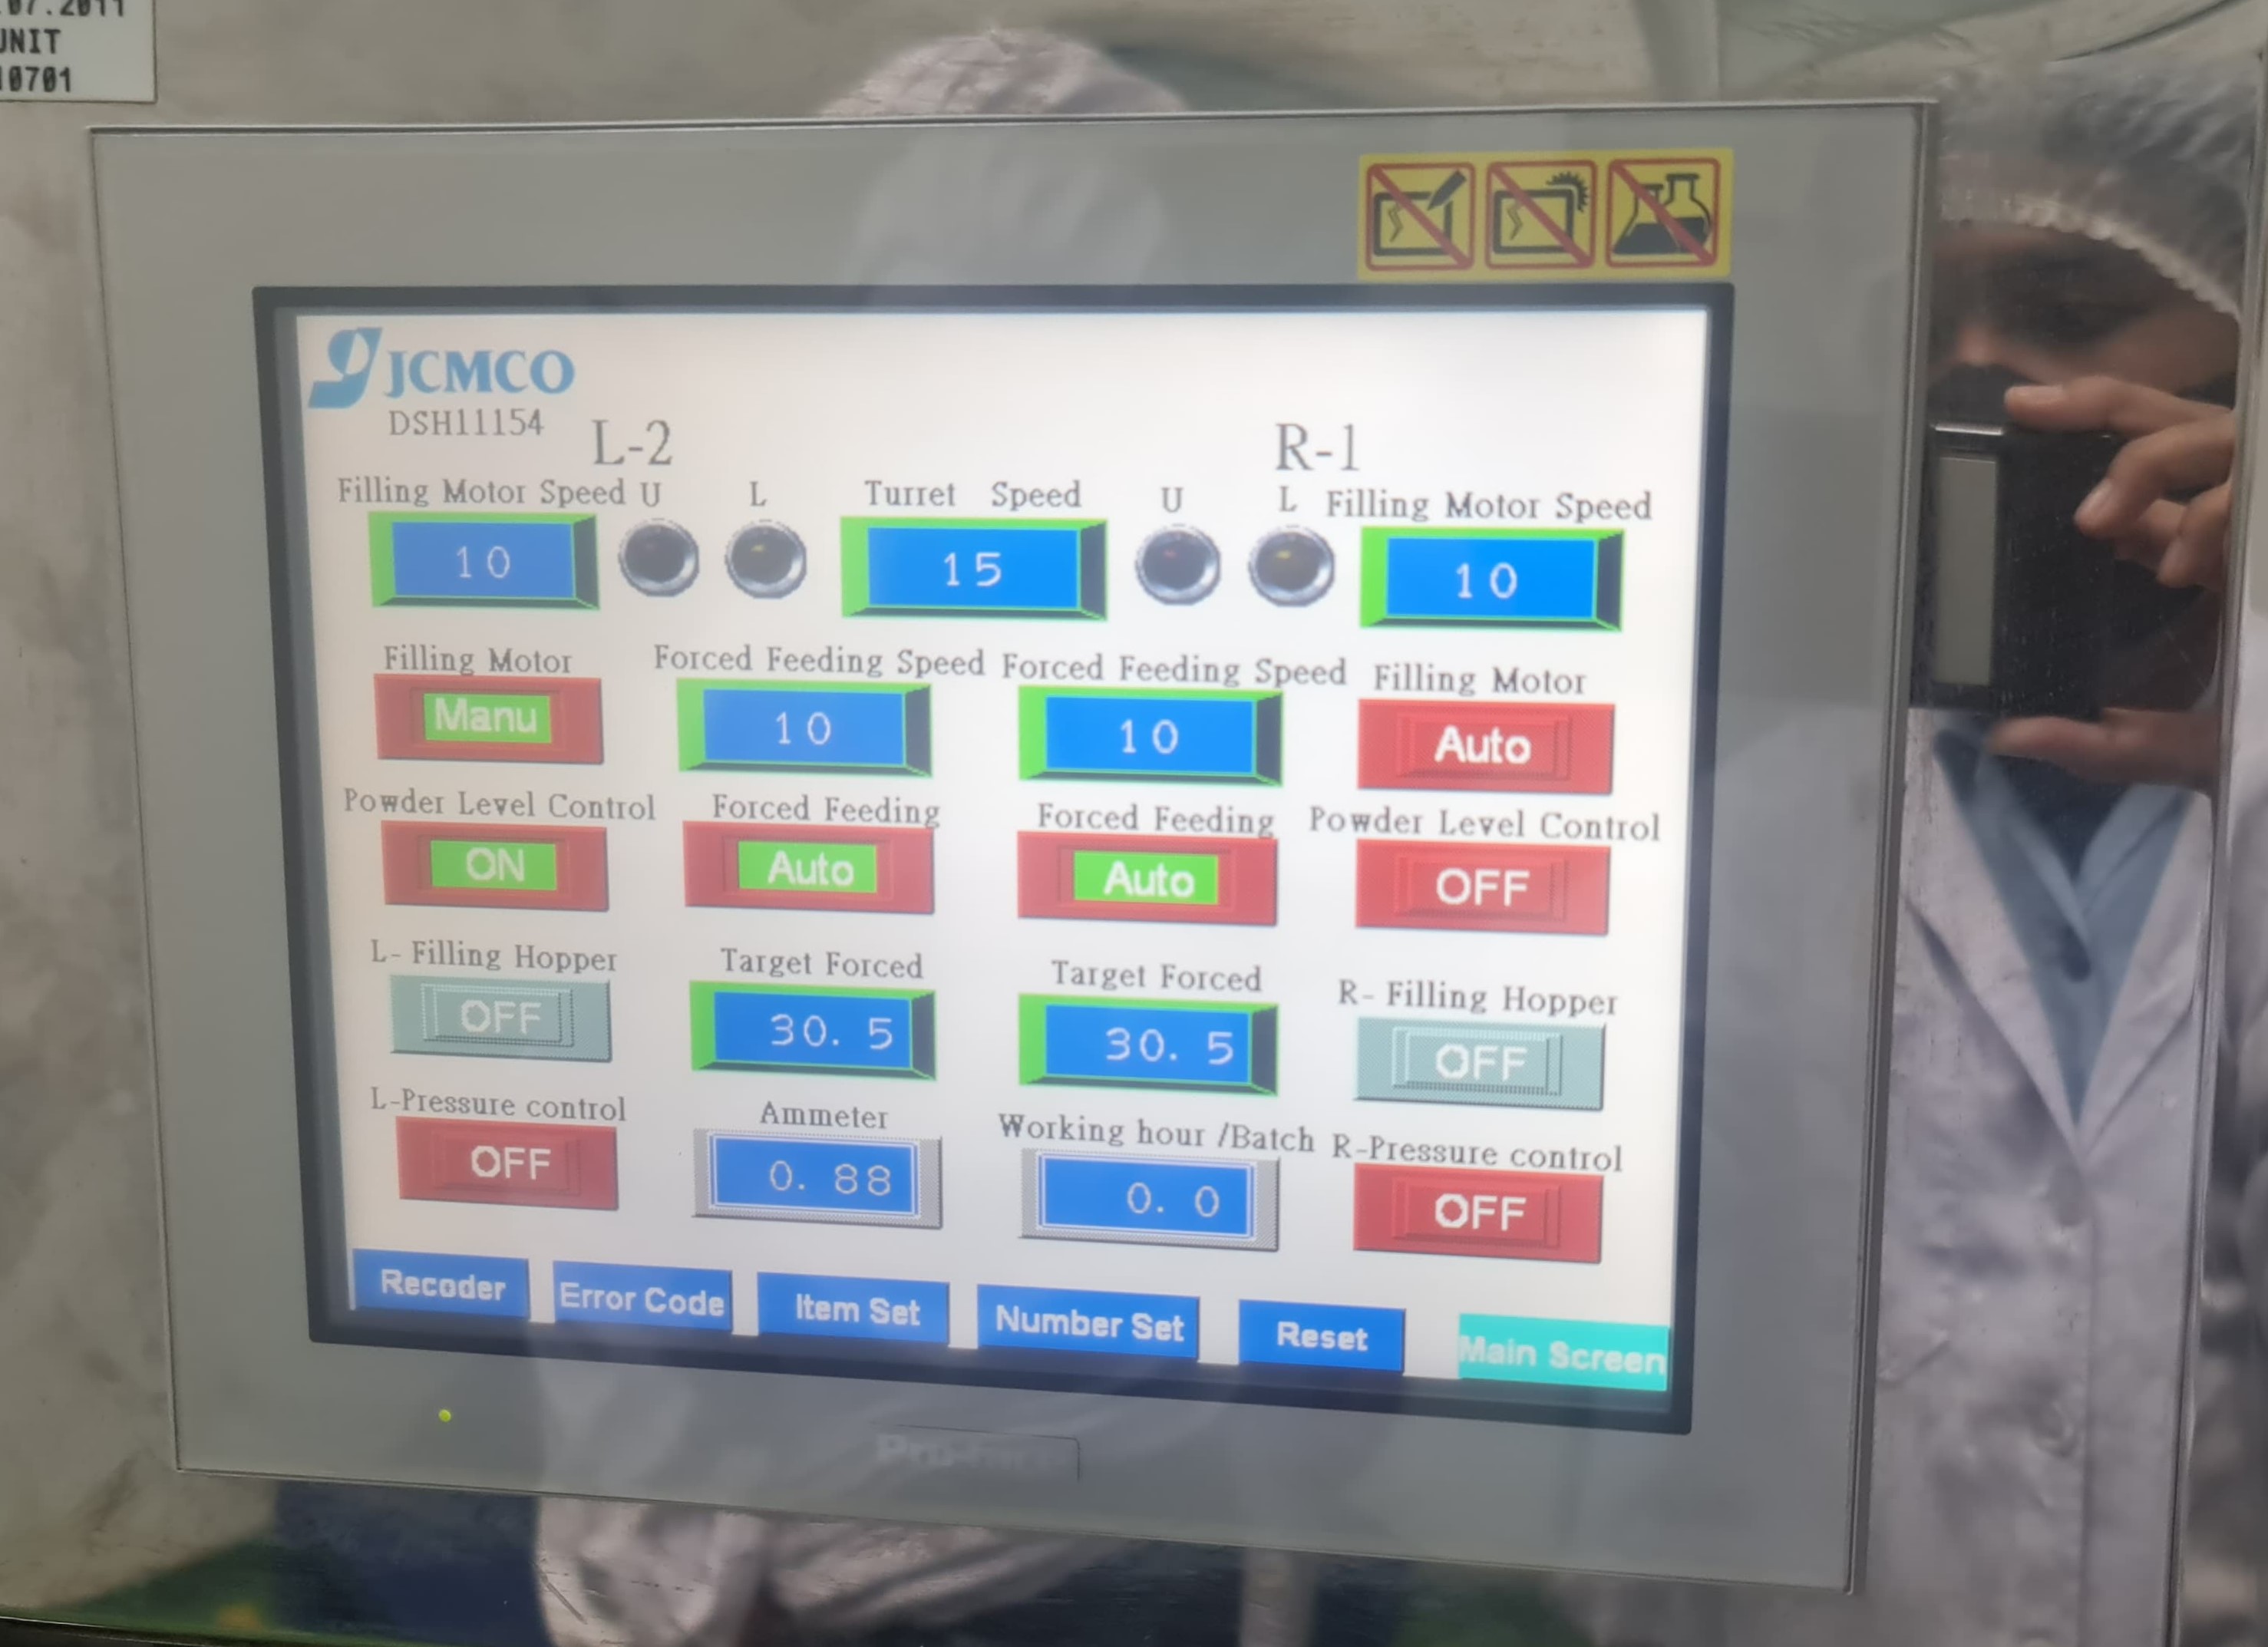 .07.2011
UNIT
10701
JCMCO
DSH11154
L-2
R-1
Filling Motor Speed U L Turret Speed U L Filling Motor Speed
10 15 10
Filling Motor Forced Feeding Speed Forced Feeding Speed Filling Motor
Manu 10 10 Auto
Powder Level Control Forced Feeding Forced Feeding Powder Level Control
ON Auto Auto OFF
L- Filling Hopper Target Forced Target Forced R- Filling Hopper
OFF 30. 5 30. 5 OFF
L-Pressure control Ammeter Working hour /Batch R-Pressure control
OFF 0. 88 0. 0 OFF
Recoder Error Code Item Set Number Set Reset Main Screen